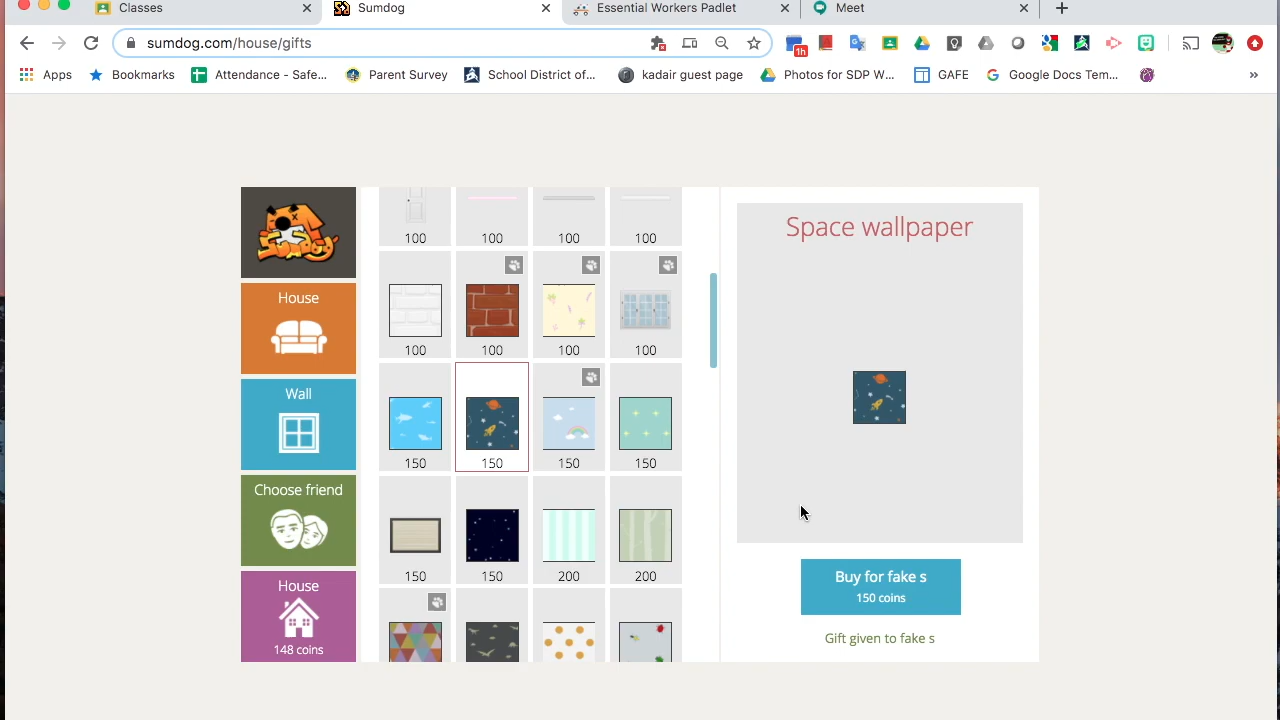 Classes
Sumdog
Essential Workers Padlet
Meet
sumdog.com/house/gifts
1h
Apps
Bookmarks
Attendance - Safe...
Parent Survey
School District of...
kadair guest page
Photos for SDP W...
GAFE
Google Docs Tem...
Sumdog
House
Wall
Choose friend
House
148 coins
100 100 100 100
100 100 100 100
150 150 150 150
150 150 200 200
Space wallpaper
Buy for fake s
150 coins
Gift given to fake s